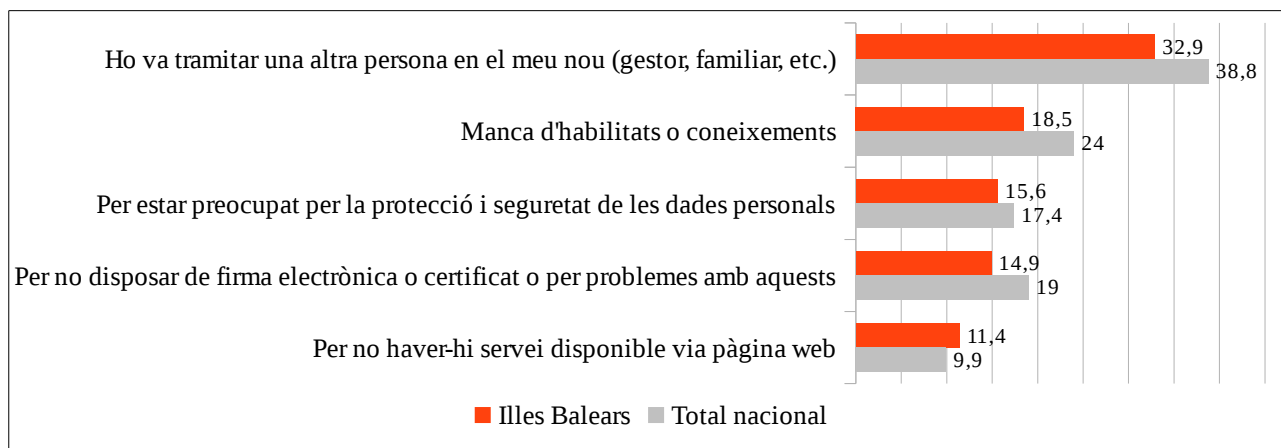 Ho va tramitar una altra persona en el meu nou (gestor, familiar, etc.)
32,9
38,8
Manca d'habilitats o coneixements
18,5
24
Per estar preocupat per la protecció i seguretat de les dades personals
15,6
17,4
Per no disposar de firma electrònica o certificat o per problemes amb aquests
14,9
19
Per no haver-hi servei disponible via pàgina web
11,4
9,9
Illes Balears
Total nacional